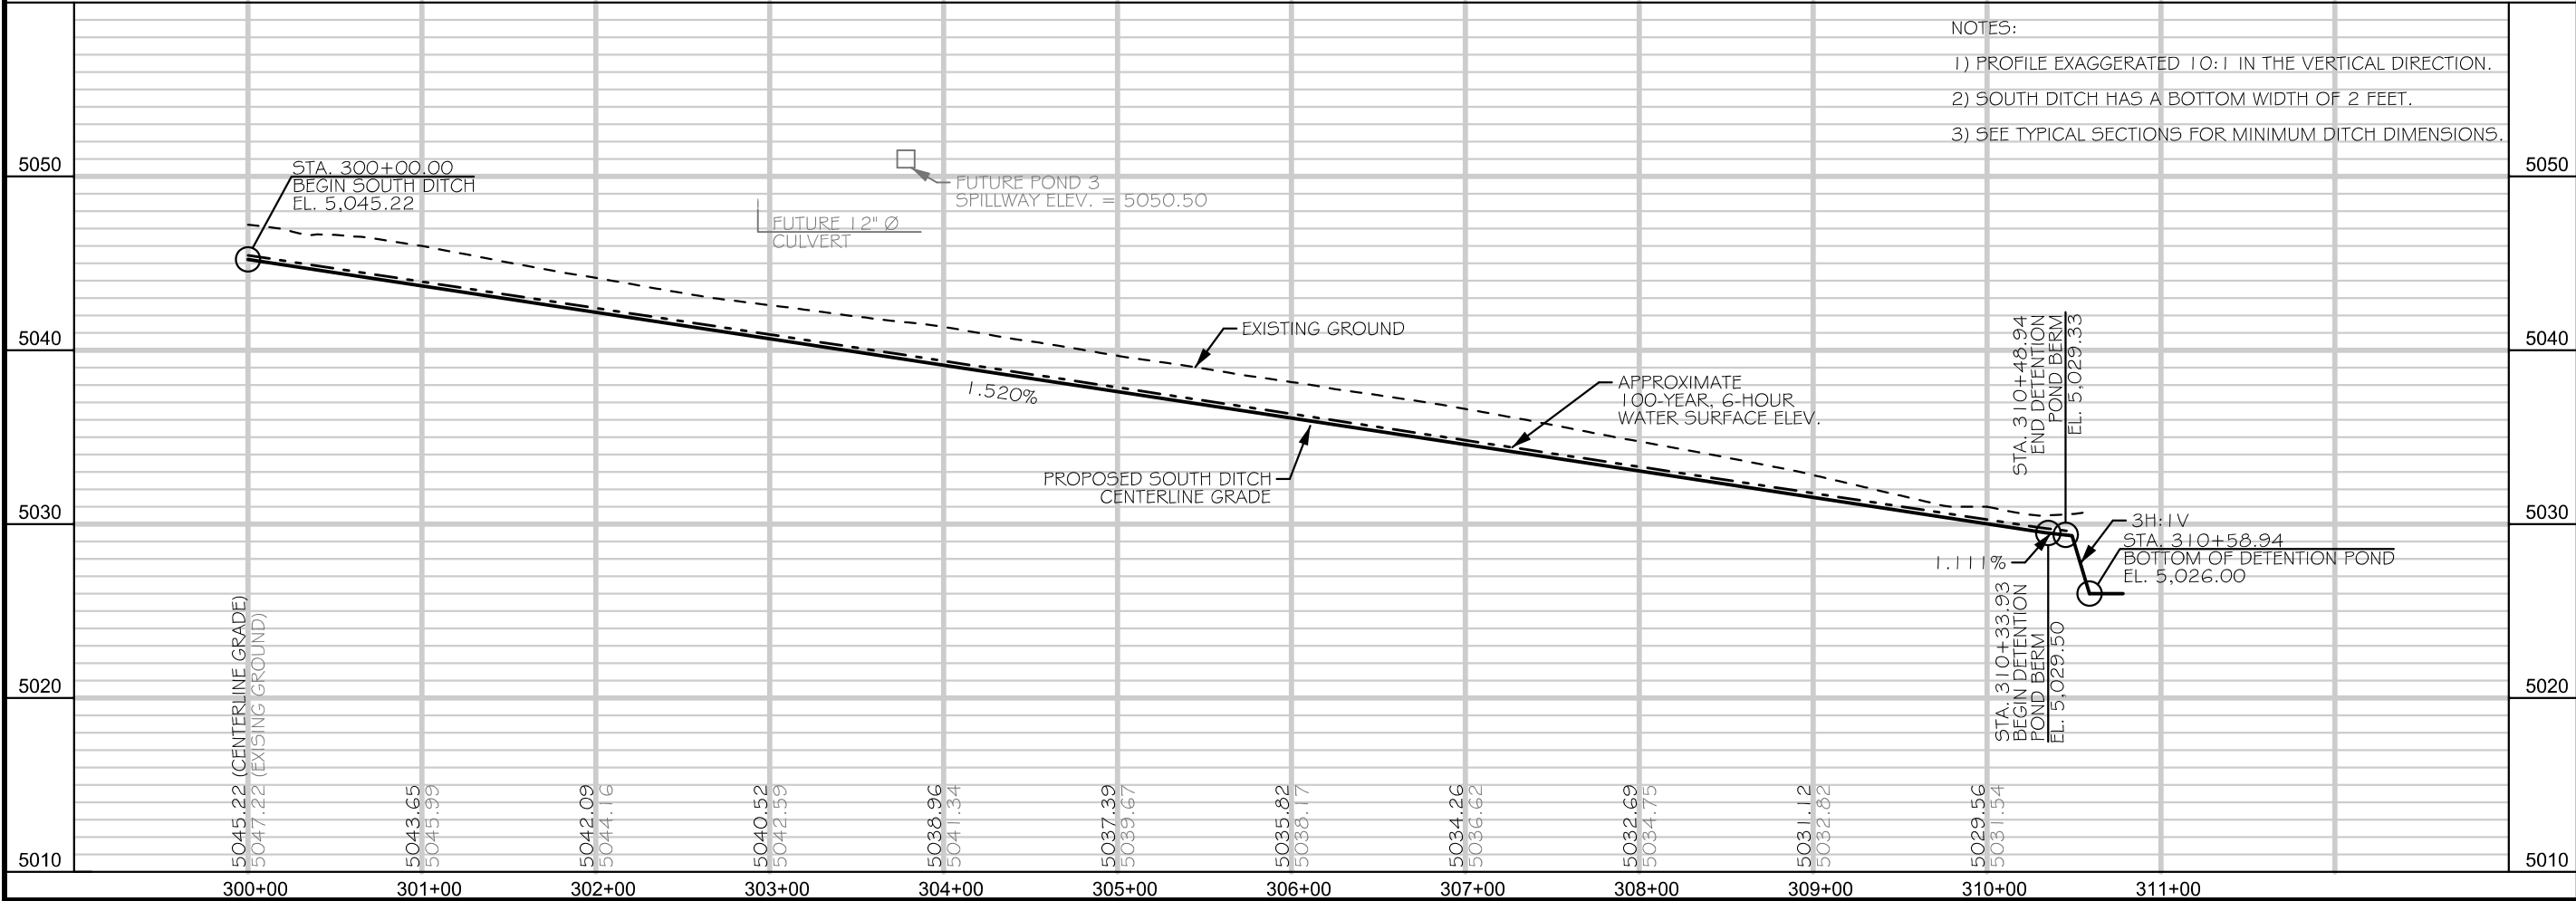 NOTES:
1) PROFILE EXAGGERATED 10:1 IN THE VERTICAL DIRECTION.
2) SOUTH DITCH HAS A BOTTOM WIDTH OF 2 FEET.
3) SEE TYPICAL SECTIONS FOR MINIMUM DITCH DIMENSIONS.
5050
5040
5030
5020
5010
STA. 300+00.00
BEGIN SOUTH DITCH
EL. 5,045.22
FUTURE POND 3
SPILLWAY ELEV. = 5050.50
FUTURE 12" Ø
CULVERT
EXISTING GROUND
1.520%
APPROXIMATE
100-YEAR, 6-HOUR
WATER SURFACE ELEV.
PROPOSED SOUTH DITCH
CENTERLINE GRADE
STA. 310+48.94
END DETENTION
POND BERM
EL. 5,029.33
3H:1V
STA. 310+58.94
BOTTOM OF DETENTION POND
EL. 5,026.00
1.111%
STA. 310+33.93
BEGIN DETENTION
POND BERM
EL. 5,029.50
5050
5040
5030
5020
5010
5045.22 (CENTERLINE GRADE)
5047.22 (EXISING GROUND)
5043.65
5045.99
5042.09
5044.16
5040.52
5042.59
5038.96
5041.34
5037.39
5039.67
5035.82
5038.17
5034.26
5036.62
5032.69
5034.75
5031.12
5032.82
5029.56
5031.54
300+00
301+00
302+00
303+00
304+00
305+00
306+00
307+00
308+00
309+00
310+00
311+00